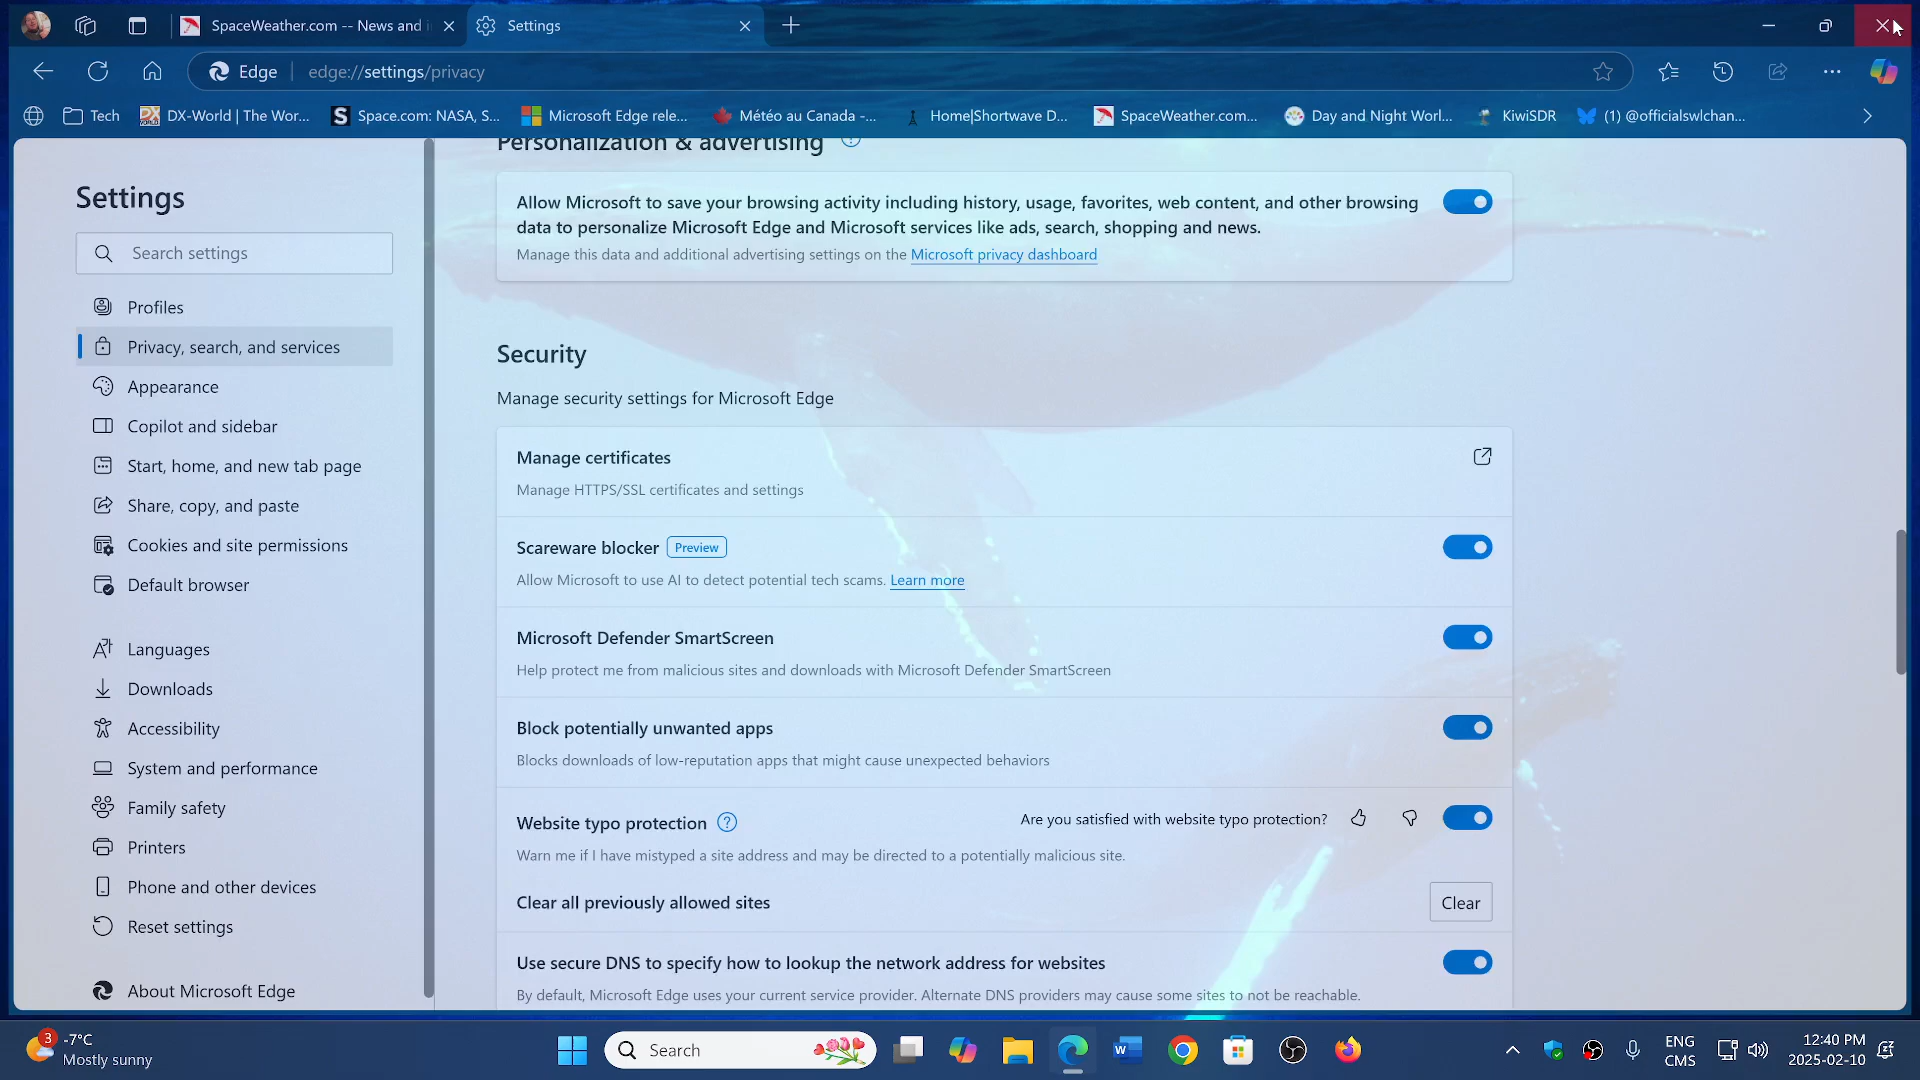 SpaceWeather.com -- News and i
Settings
Edge
edge://settings/privacy
Tech
DX-World | The Wor...
Space.com: NASA, S...
Microsoft Edge rele...
Météo au Canada -...
Home|Shortwave D...
SpaceWeather.com...
Day and Night Worl...
KiwiSDR
(1) @officialswlchan...
Settings
Search settings
Profiles
Privacy, search, and services
Appearance
Copilot and sidebar
Start, home, and new tab page
Share, copy, and paste
Cookies and site permissions
Default browser
Languages
Downloads
Accessibility
System and performance
Family safety
Printers
Phone and other devices
Reset settings
About Microsoft Edge
Personalization & advertising
Allow Microsoft to save your browsing activity including history, usage, favorites, web content, and other browsing
data to personalize Microsoft Edge and Microsoft services like ads, search, shopping and news.
Manage this data and additional advertising settings on the Microsoft privacy dashboard
Security
Manage security settings for Microsoft Edge
Manage certificates
Manage HTTPS/SSL certificates and settings
Scareware blocker Preview
Allow Microsoft to use AI to detect potential tech scams. Learn more
Microsoft Defender SmartScreen
Help protect me from malicious sites and downloads with Microsoft Defender SmartScreen
Block potentially unwanted apps
Blocks downloads of low-reputation apps that might cause unexpected behaviors
Website typo protection ?
Are you satisfied with website typo protection?
Warn me if I have mistyped a site address and may be directed to a potentially malicious site.
Clear all previously allowed sites
Clear
Use secure DNS to specify how to lookup the network address for websites
By default, Microsoft Edge uses your current service provider. Alternate DNS providers may cause some sites to not be reachable.
3
-7°C
Mostly sunny
Search
W
ENG
CMS
12:40 PM
2025-02-10